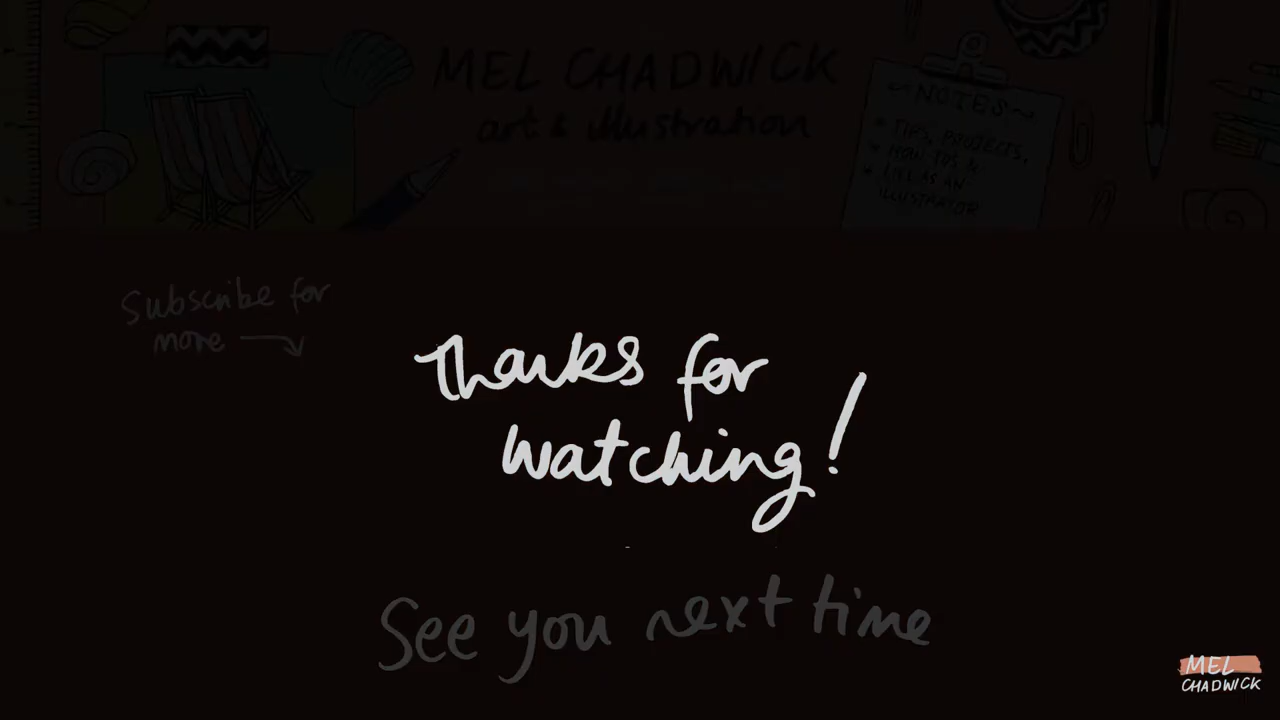 MEL CHADWICK
art & illustration
NOTES
* TIPS, PROJECTS,
* HOW TOS, &
* LIFE AS AN
ILLUSTRATOR
Subscribe for
more
Thanks for
watching!
See you next time
MEL
CHADWICK